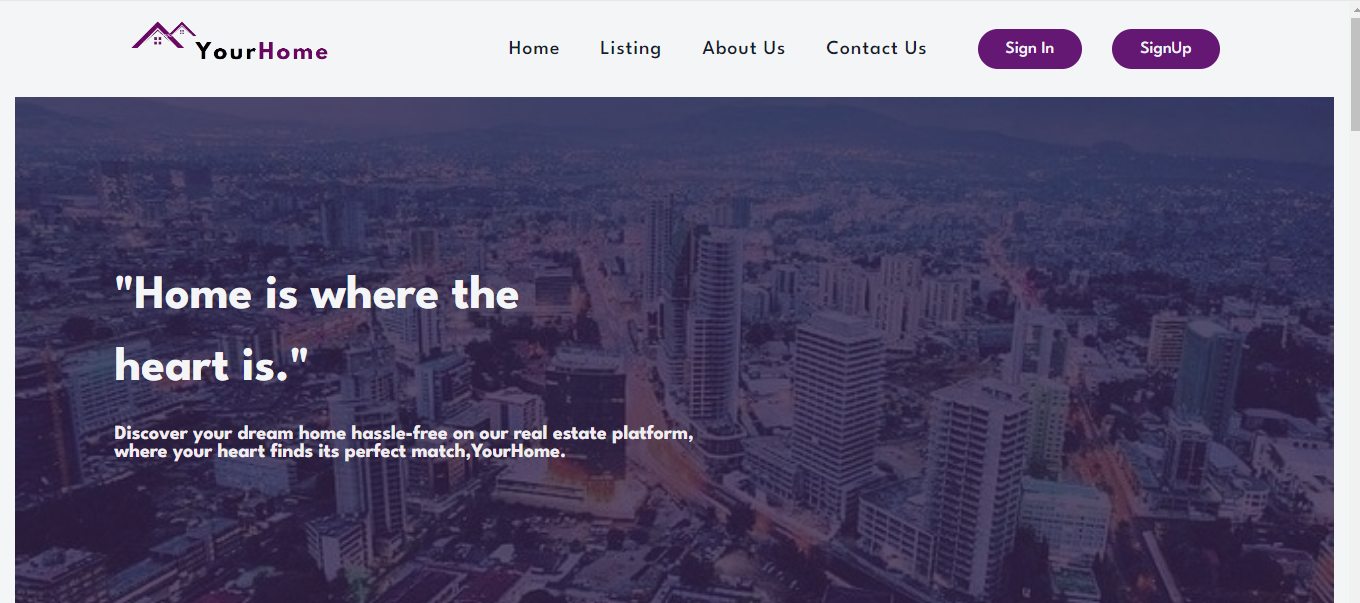 YourHome
Home Listing About Us Contact Us Sign In SignUp
"Home is where the
heart is."
Discover your dream home hassle-free on our real estate platform,
where your heart finds its perfect match,YourHome.